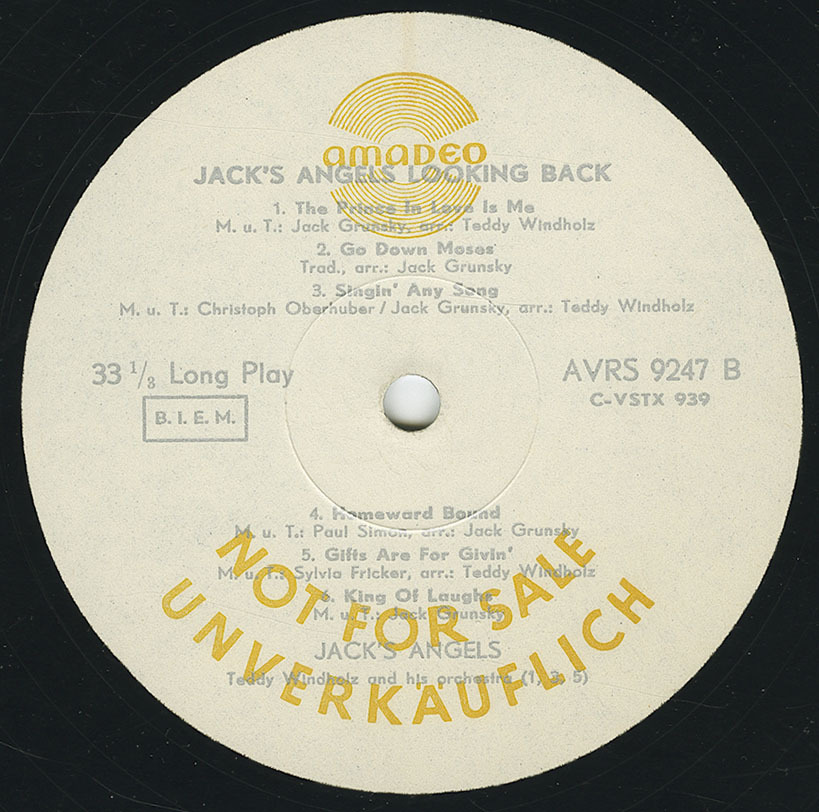 amadeo
JACK'S ANGELS LOOKING BACK
1. The Prince In Love Is Me
M. u. T.: Jack Grunsky, arr.: Teddy Windholz
2. Go Down Moses
Trad., arr.: Jack Grunsky
3. Singin' Any Song
M. u. T.: Christoph Oberhuber / Jack Grunsky, arr.: Teddy Windholz
33 1/3 Long Play
AVRS 9247 B
B. I. E. M.
C-VSTX 939
4. Homeward Bound
M. u. T.: Paul Simon, arr.: Jack Grunsky
5. Gifts Are For Givin'
M. u. T.: Sylvia Fricker, arr.: Teddy Windholz
6. King Of Laughs
M. u. T.: Jack Grunsky
JACK'S ANGELS
Teddy Windholz and his orchestra (1, 3, 5)
NOT FOR SALE
UNVERKÄUFLICH